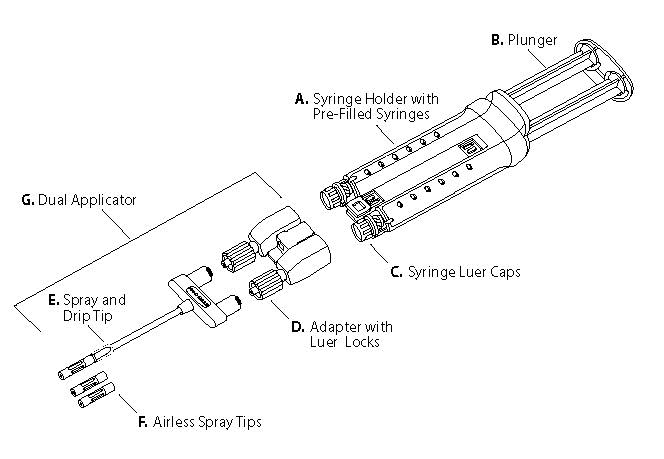 B. Plunger
A. Syringe Holder with
Pre-Filled Syringes
G. Dual Applicator
C. Syringe Luer Caps
E. Spray and
Drip Tip
D. Adapter with
Luer Locks
F. Airless Spray Tips